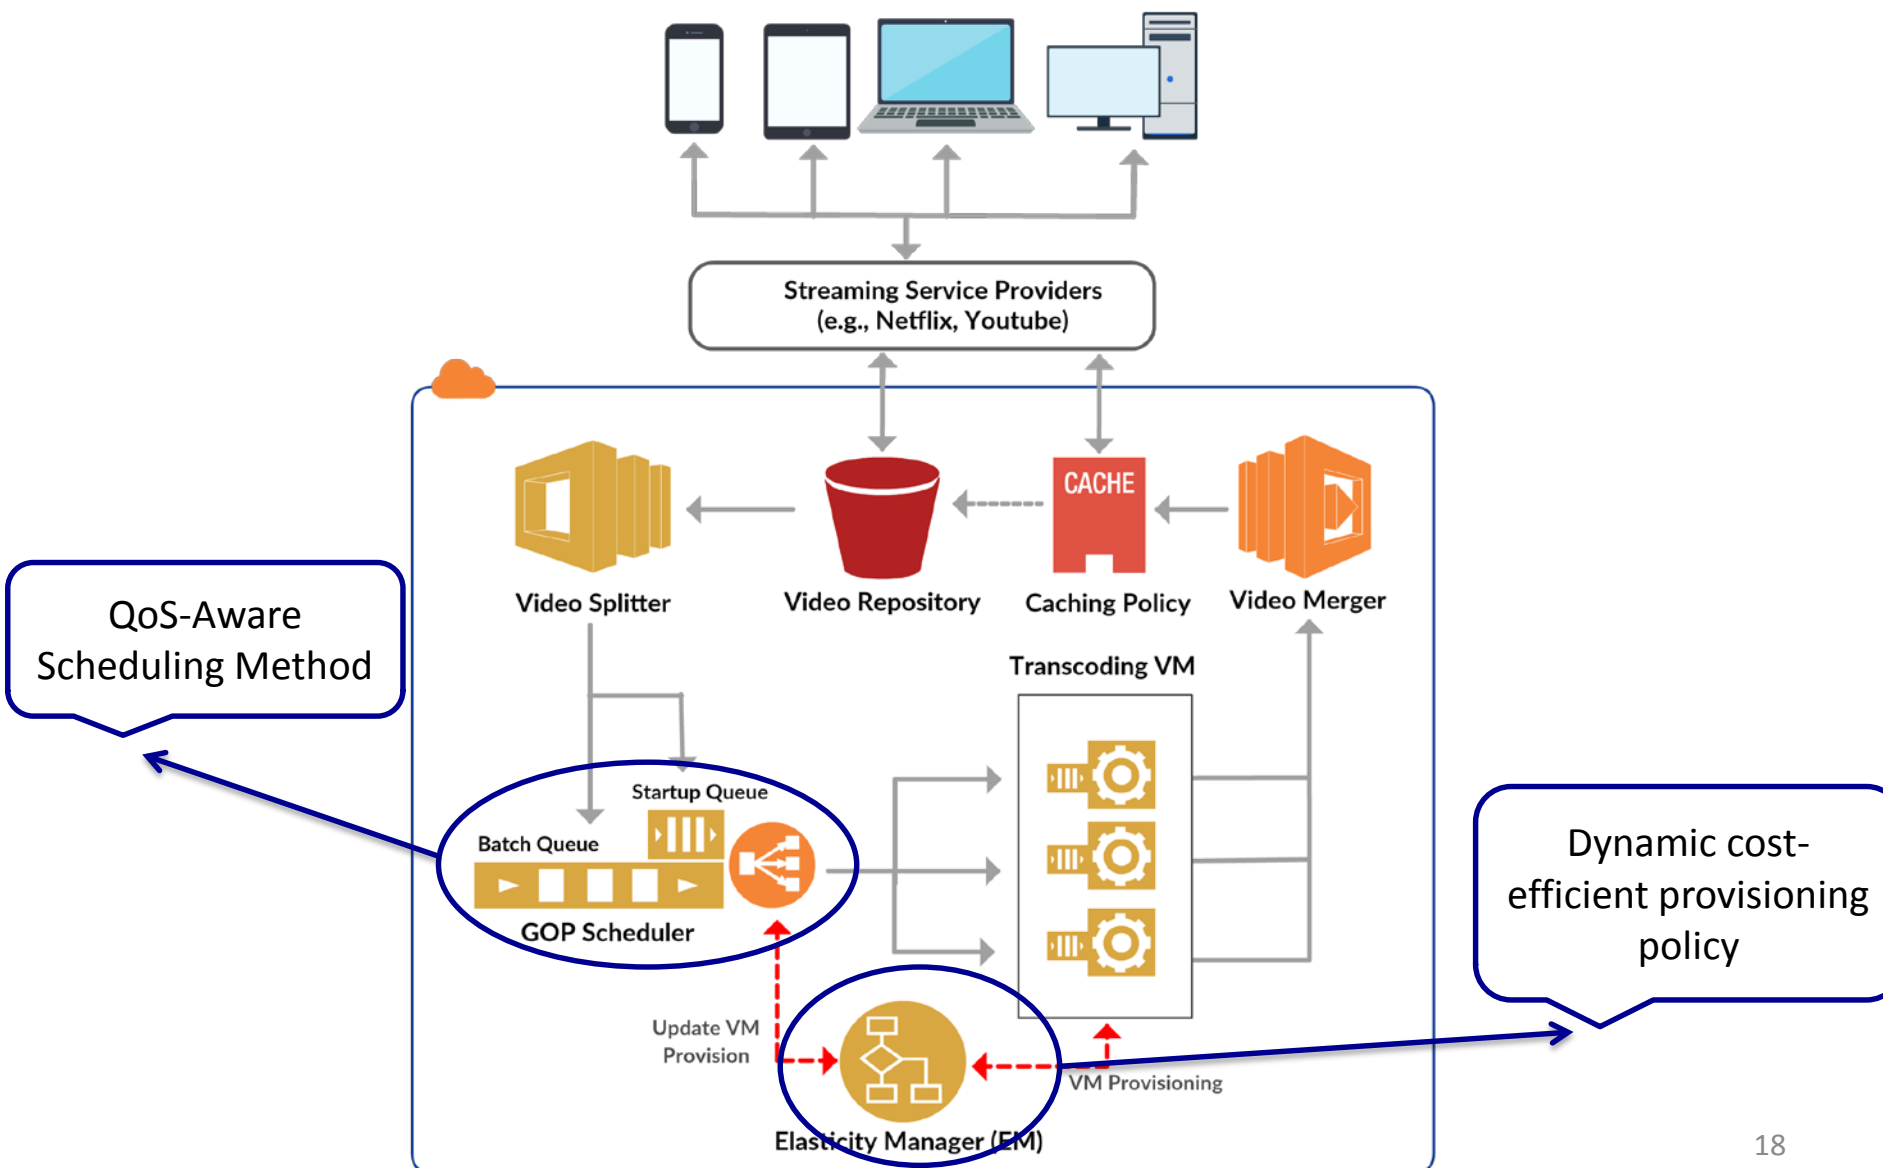 Streaming Service Providers
(e.g., Netflix, Youtube)
CACHE
Video Splitter
Video Repository
Caching Policy
Video Merger
QoS-Aware
Scheduling Method
Transcoding VM
Startup Queue
Batch Queue
GOP Scheduler
Dynamic cost-
efficient provisioning
policy
Update VM
Provision
VM Provisioning
Elasticity Manager (EM)
18